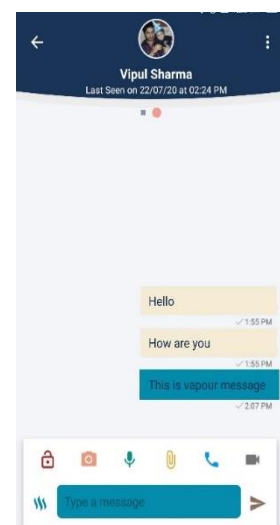 Vipul Sharma
Last Seen on 22/07/20 at 02:24 PM
Hello
1:55 PM
How are you
1:55 PM
This is vapour message
2:07 PM
Type a message